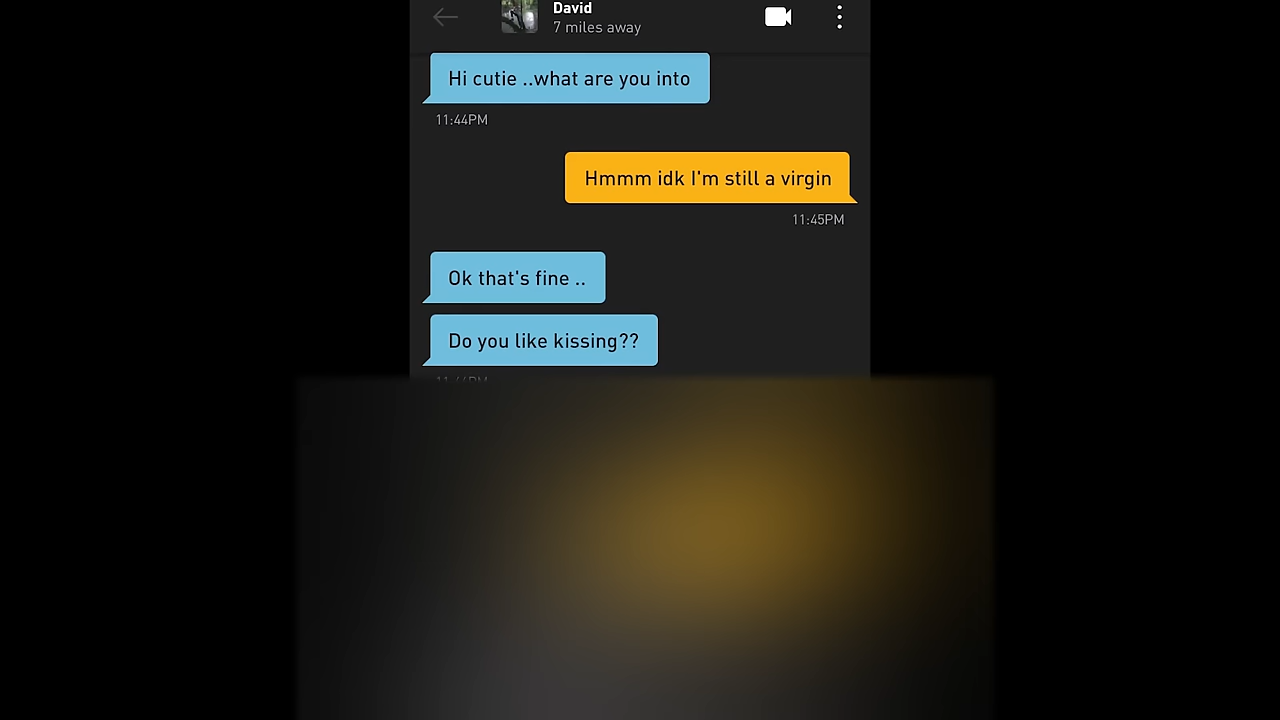 David
7 miles away
Hi cutie ..what are you into
11:44PM
Hmmm idk I'm still a virgin
11:45PM
Ok that's fine ..
Do you like kissing??